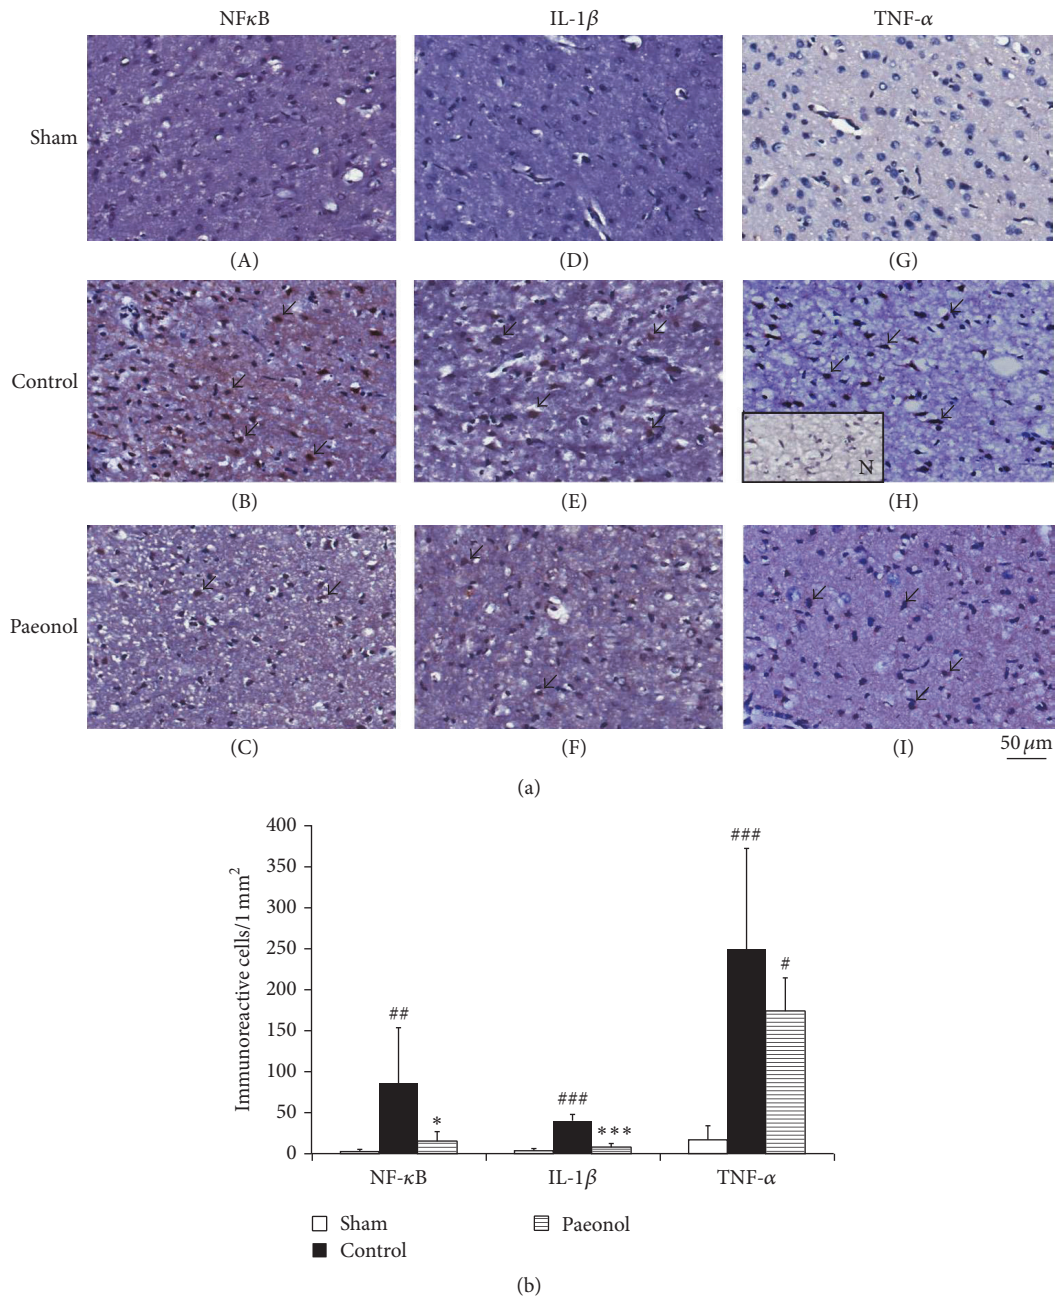 NFκB IL-1β TNF-α
Sham
(A) (D) (G)
Control
N
(B) (E) (H)
Paeonol
(C) (F) (I) 50 μm
(a)
400
350
300
250
200
150
100
50
0
Immunoreactive cells/1 mm²
## * ### *** ### #
NF-κB IL-1β TNF-α
Sham Paeonol
Control
(b)